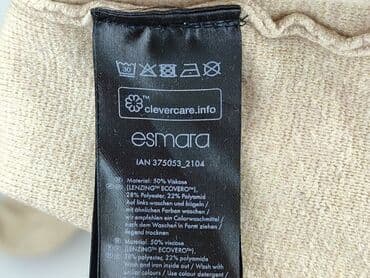 30
™
clevercare.info
esmara
IAN 375053_2104
Material: 50% Viskose
(LENZING™ ECOVERO™),
28% Polyester, 22% Polyamid
Auf links waschen und bügeln / mit
ähnlichen Farben waschen /
wir empfehlen ein Colorwaschmittel /
nach dem Waschen in Form ziehen /
liegend trocknen
Material: 50% viscose
(LENZING™ ECOVERO™),
28% polyester, 22% polyamide
Wash and iron inside out / Wash with
similar colours / Use colour detergent